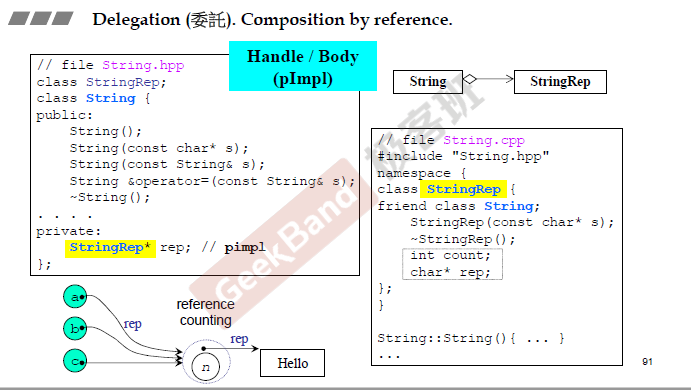 Delegation (委託). Composition by reference.
Handle / Body
(pImpl)
// file String.hpp
class StringRep;
class String {
public:
String();
String(const char* s);
String(const String& s);
String &operator=(const String& s);
~String();
. . . .
private:
StringRep* rep; // pimpl
};
String
StringRep
// file String.cpp
#include "String.hpp"
namespace {
class StringRep {
friend class String;
StringRep(const char* s);
~StringRep();
int count;
char* rep;
};
}
String::String(){ ... }
...
a
b
c
rep
reference
counting
rep
n
Hello
GeekBand 极客班
91